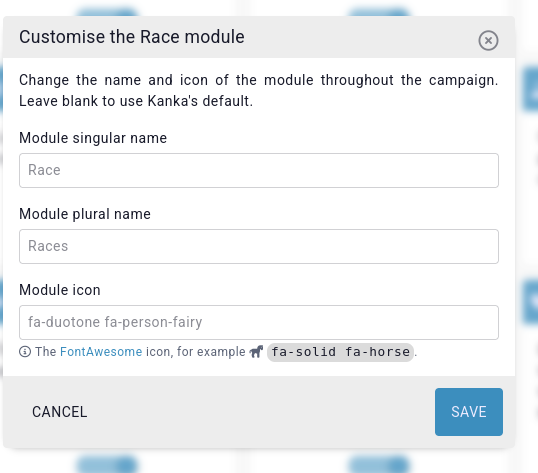 Customise the Race module
Change the name and icon of the module throughout the campaign.
Leave blank to use Kanka's default.
Module singular name
Race
Module plural name
Races
Module icon
fa-duotone fa-person-fairy
The FontAwesome icon, for example fa-solid fa-horse.
CANCEL
SAVE